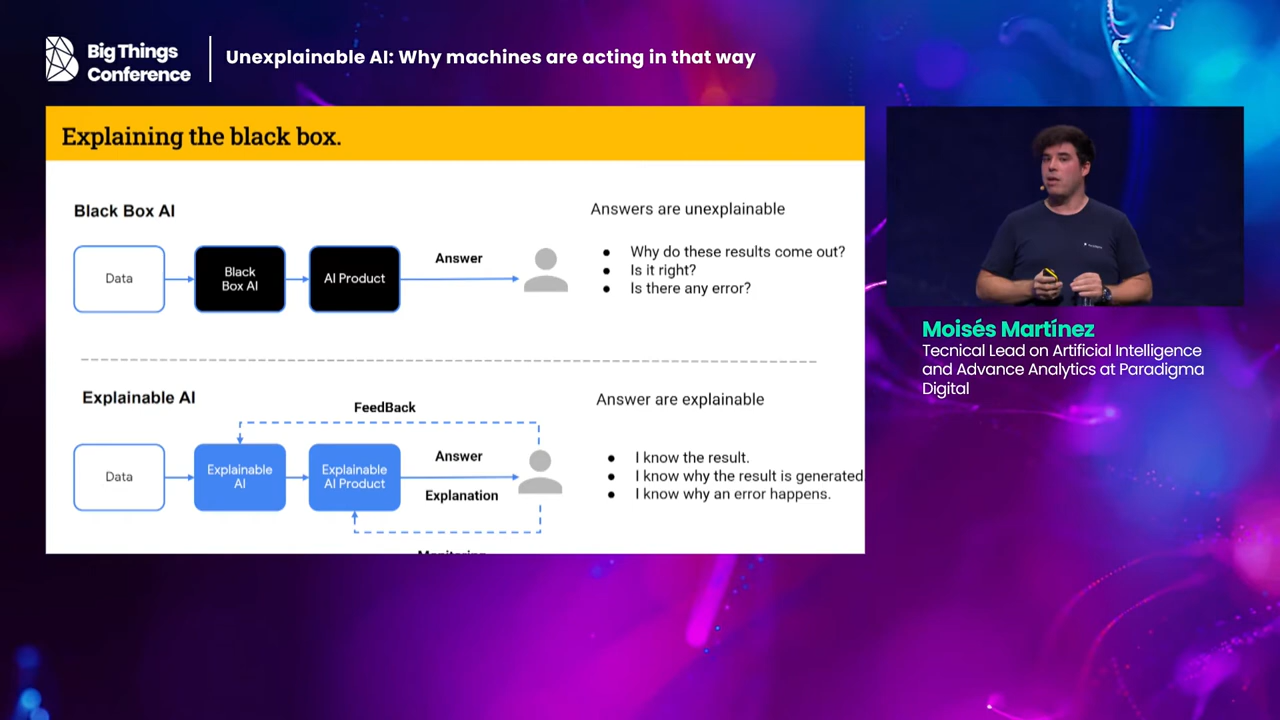 Big Things
Conference
Unexplainable AI: Why machines are acting in that way
Explaining the black box.
Black Box AI
Data
Black
Box AI
AI Product
Answer
Answers are unexplainable
● Why do these results come out?
● Is it right?
● Is there any error?
Explainable AI
FeedBack
Data
Explainable
AI
Explainable
AI Product
Answer
Explanation
Answer are explainable
● I know the result.
● I know why the result is generated.
● I know why an error happens.
Moisés Martínez
Tecnical Lead on Artificial Intelligence
and Advance Analytics at Paradigma
Digital